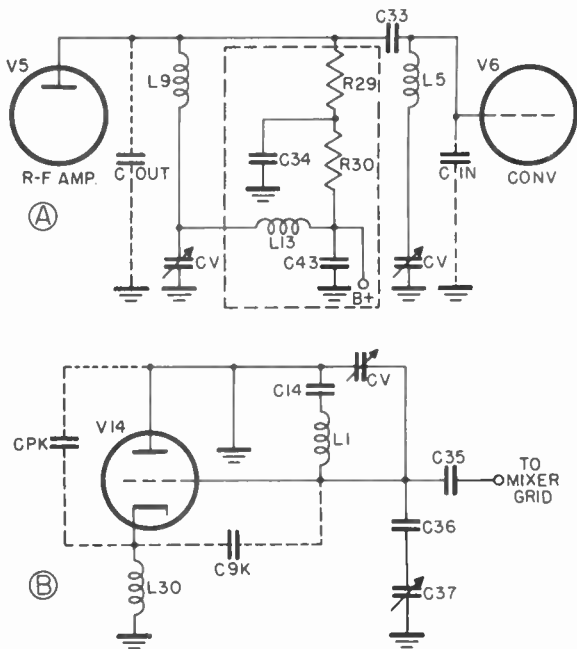 C33
V5
V6
L9
R29
L5
C34
R30
C OUT
C IN
R-F AMP.
CONV
A
L13
CV
C43
CV
B+
CV
C14
CPK
V14
L1
C35
TO
MIXER
GRID
C9K
C36
B
L30
C37